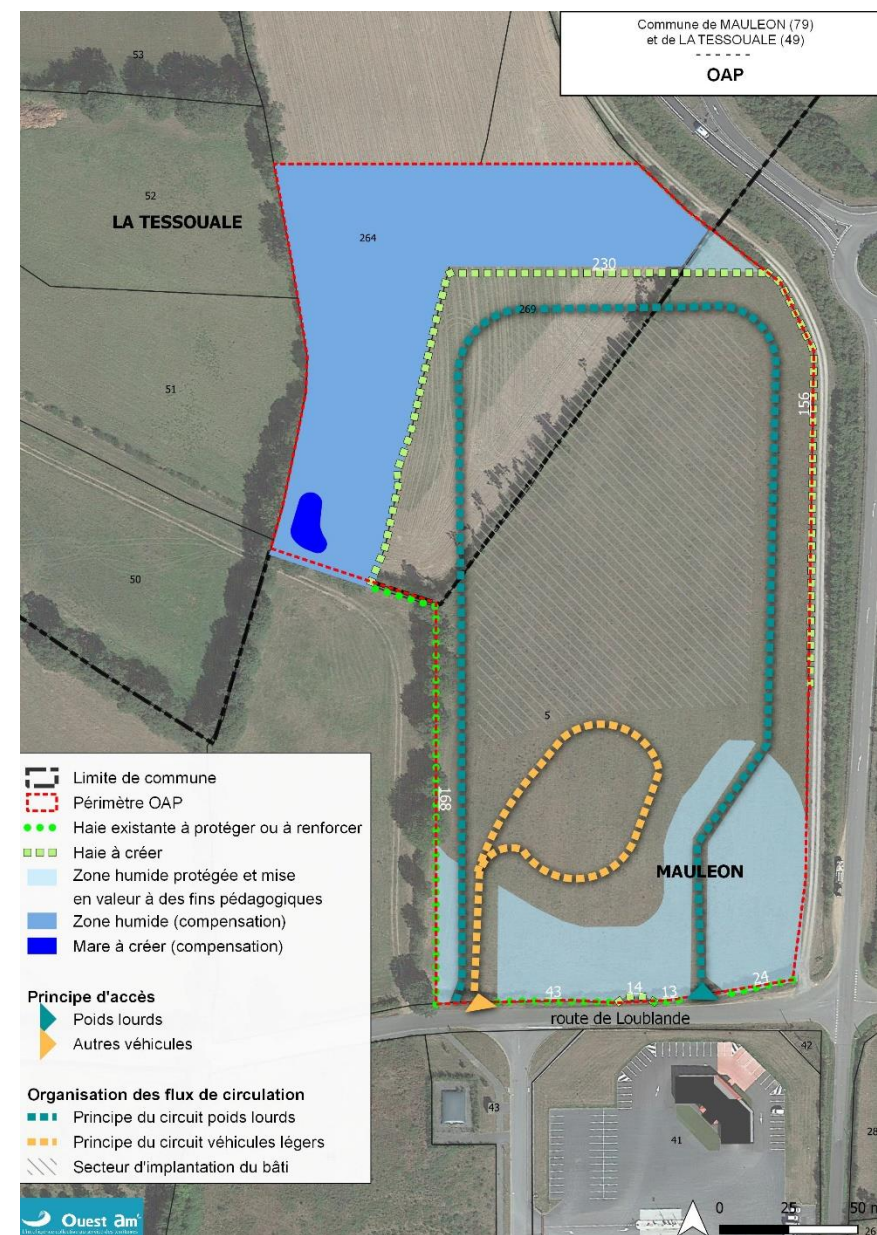 Commune de MAULEON (79)
et de LA TESSOUALE (49)
- - - - - -
OAP
53
52
LA TESSOUALE
264
230
269
51
156
50
5
168
MAULEON
43
14
13
24
route de Loublande
42
43
41
28
26
Limite de commune
Périmètre OAP
Haie existante à protéger ou à renforcer
Haie à créer
Zone humide protégée et mise
en valeur à des fins pédagogiques
Zone humide (compensation)
Mare à créer (compensation)
Principe d'accès
Poids lourds
Autres véhicules
Organisation des flux de circulation
Principe du circuit poids lourds
Principe du circuit véhicules légers
Secteur d'implantation du bâti
Ouest am'
0 25 50 m